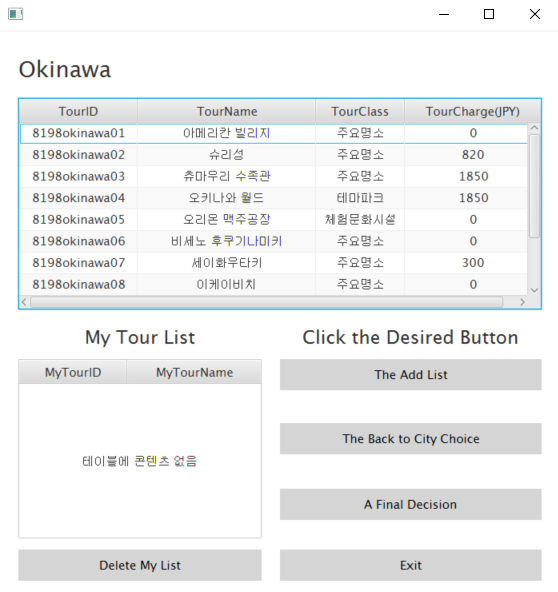 Okinawa
TourID TourName TourClass TourCharge(JPY)
8198okinawa01 아메리칸 빌리지 주요명소 0
8198okinawa02 슈리성 주요명소 820
8198okinawa03 츄마우리 수족관 주요명소 1850
8198okinawa04 오키나와 월드 테마파크 1850
8198okinawa05 오리온 맥주공장 체험문화시설 0
8198okinawa06 비세노 후쿠기나미키 주요명소 0
8198okinawa07 세이화우타키 주요명소 300
8198okinawa08 이케이비치 주요명소 0
My Tour List
Click the Desired Button
MyTourID MyTourName
테이블에 콘텐츠 없음
The Add List
The Back to City Choice
A Final Decision
Delete My List
Exit